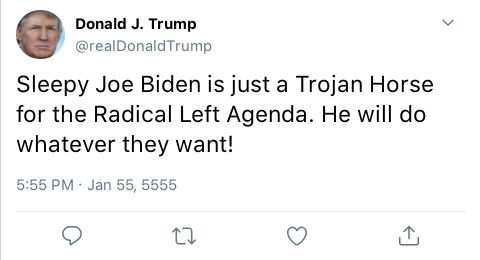 Donald J. Trump
@realDonaldTrump
Sleepy Joe Biden is just a Trojan Horse
for the Radical Left Agenda. He will do
whatever they want!
5:55 PM · Jan 55, 5555